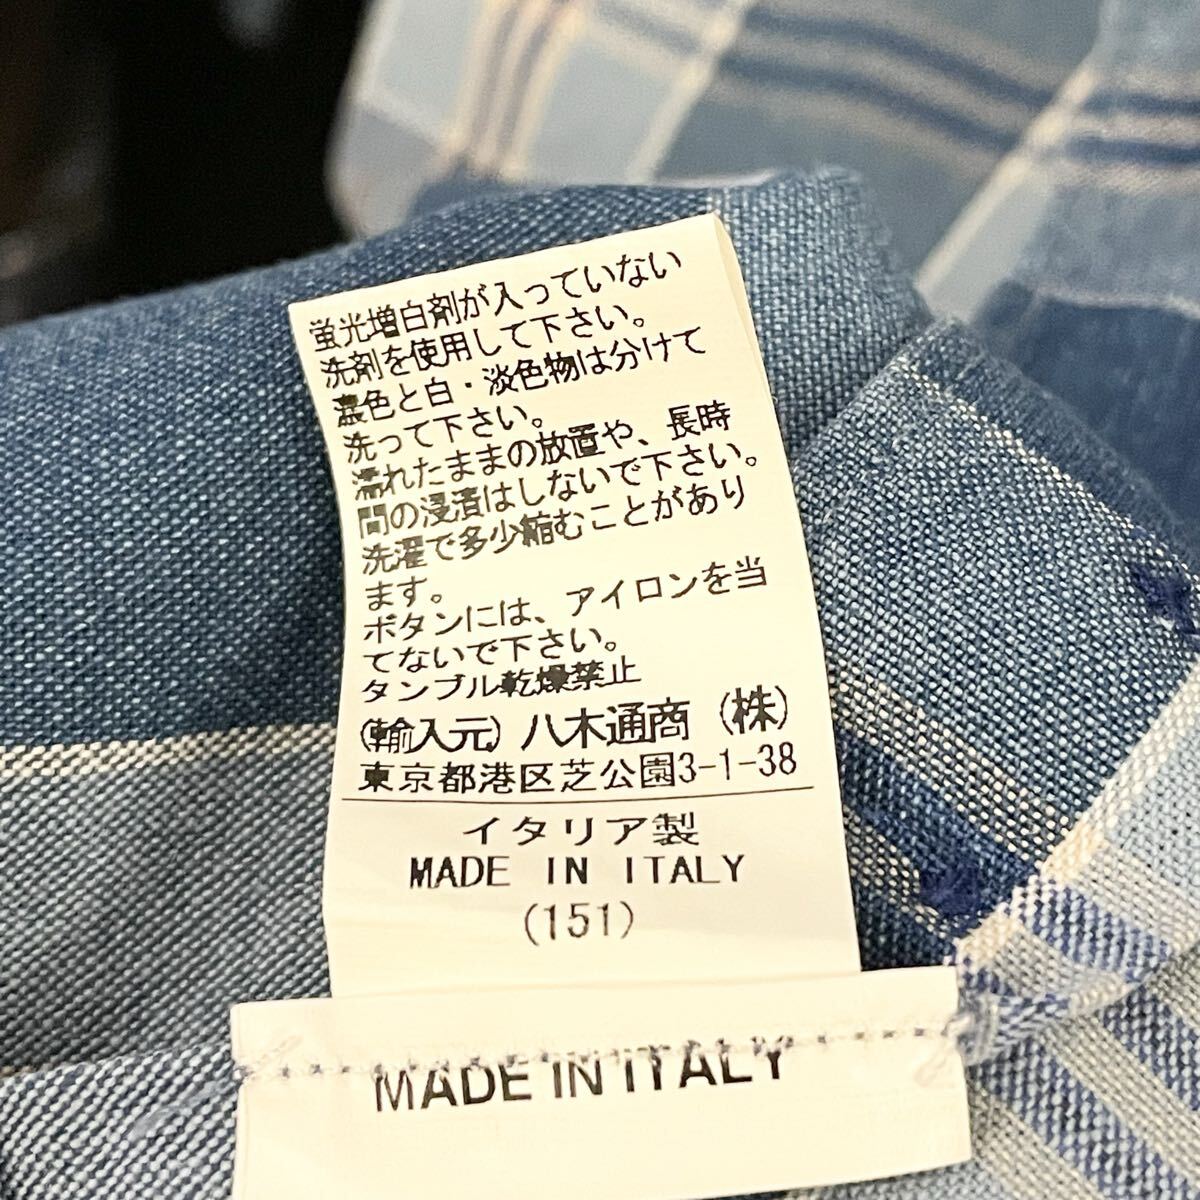 蛍光増白剤が入っていない
洗剤を使用して下さい。
濃色と白・淡色物は分けて
洗って下さい。
濡れたままの放置や、長時
間の浸漬はしないで下さい。
洗濯で多少縮むことがあり
ます。
ボタンには、アイロンを当
てないで下さい。
タンブル乾燥禁止
(輸入元) 八木通商 (株)
東京都港区芝公園3-1-38
イタリア製
MADE IN ITALY
(151)
MADE IN ITALY